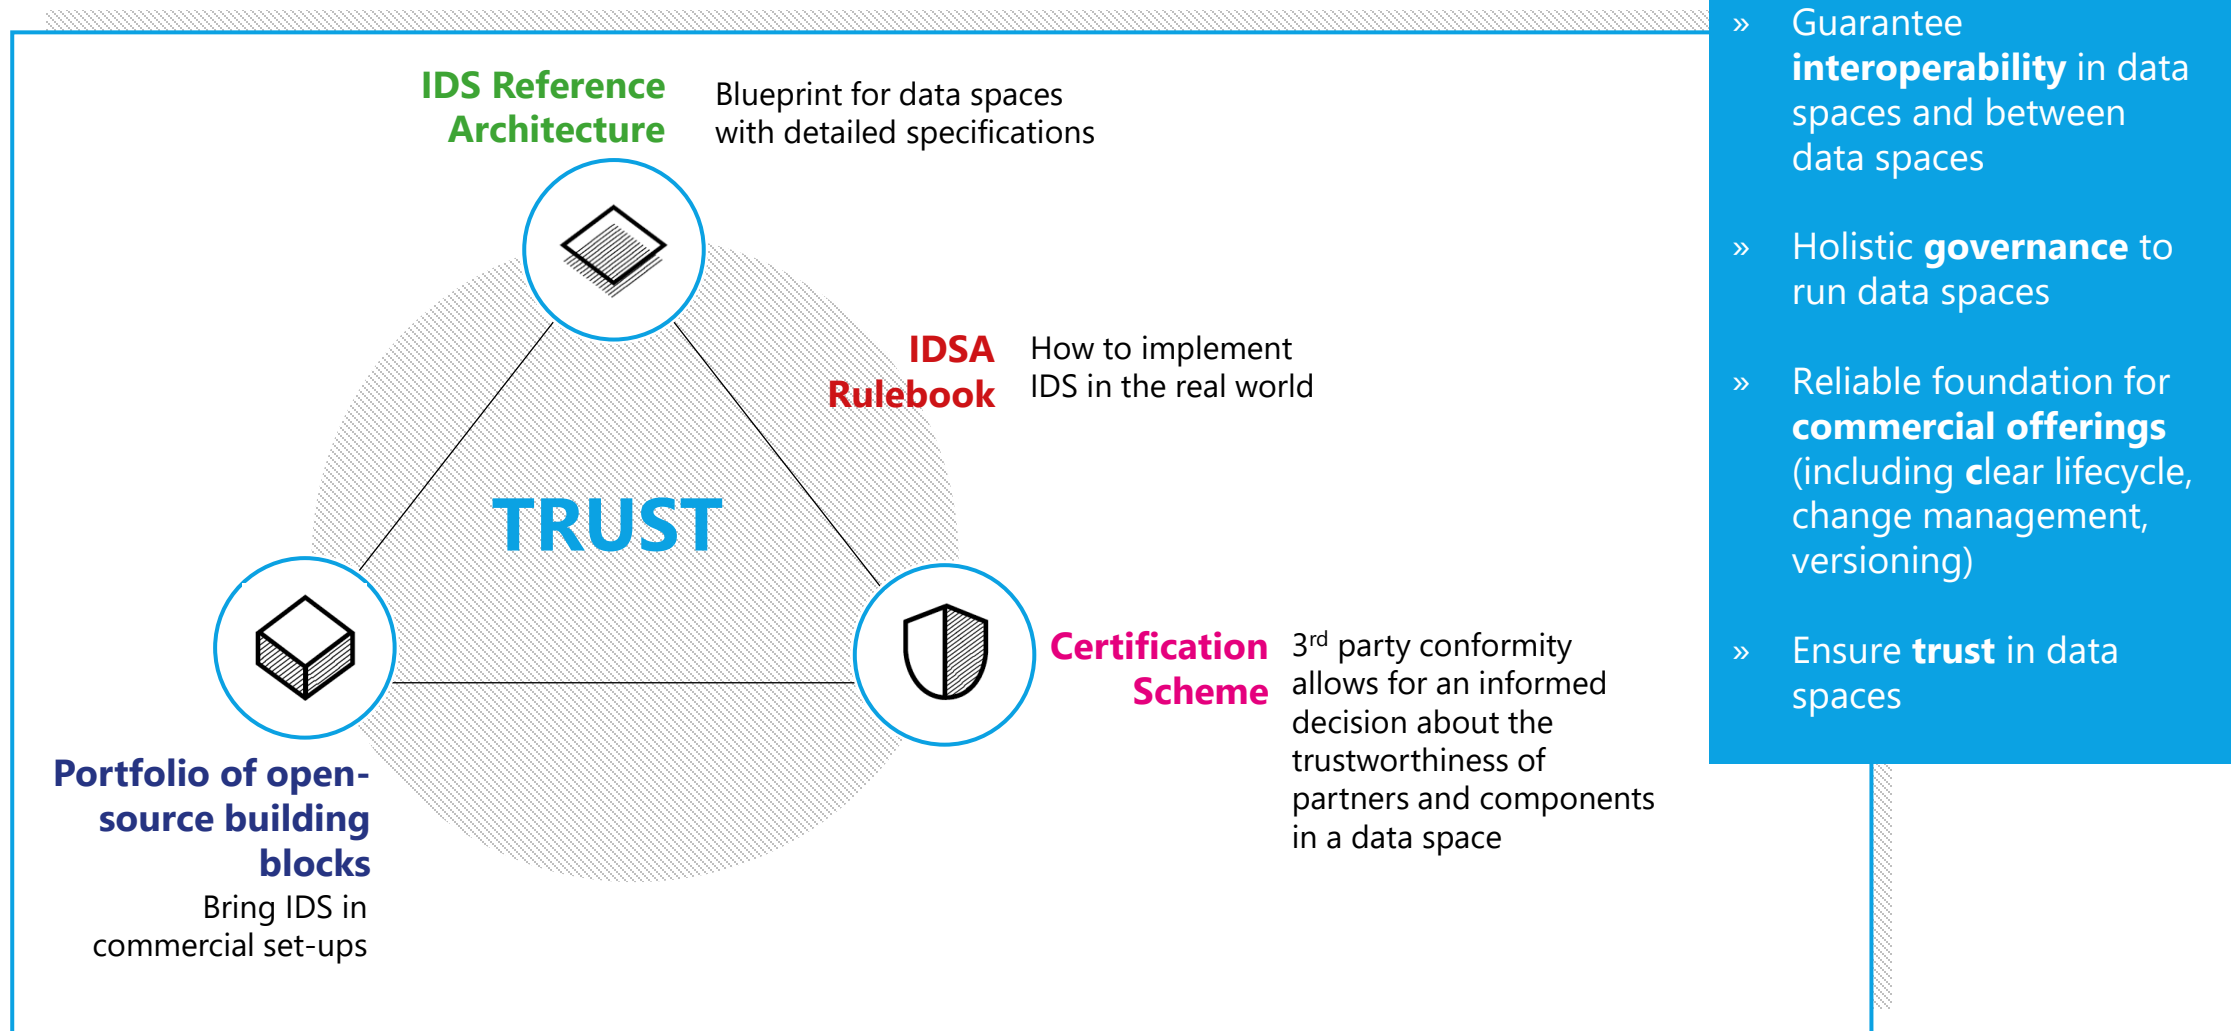 IDS Reference
Architecture
Blueprint for data spaces
with detailed specifications
IDSA
Rulebook
How to implement
IDS in the real world
TRUST
Certification
Scheme
3rd party conformity
allows for an informed
decision about the
trustworthiness of
partners and components
in a data space
Portfolio of open-
source building
blocks
Bring IDS in
commercial set-ups
» Guarantee
interoperability in data
spaces and between
data spaces
» Holistic governance to
run data spaces
» Reliable foundation for
commercial offerings
(including clear lifecycle,
change management,
versioning)
» Ensure trust in data
spaces